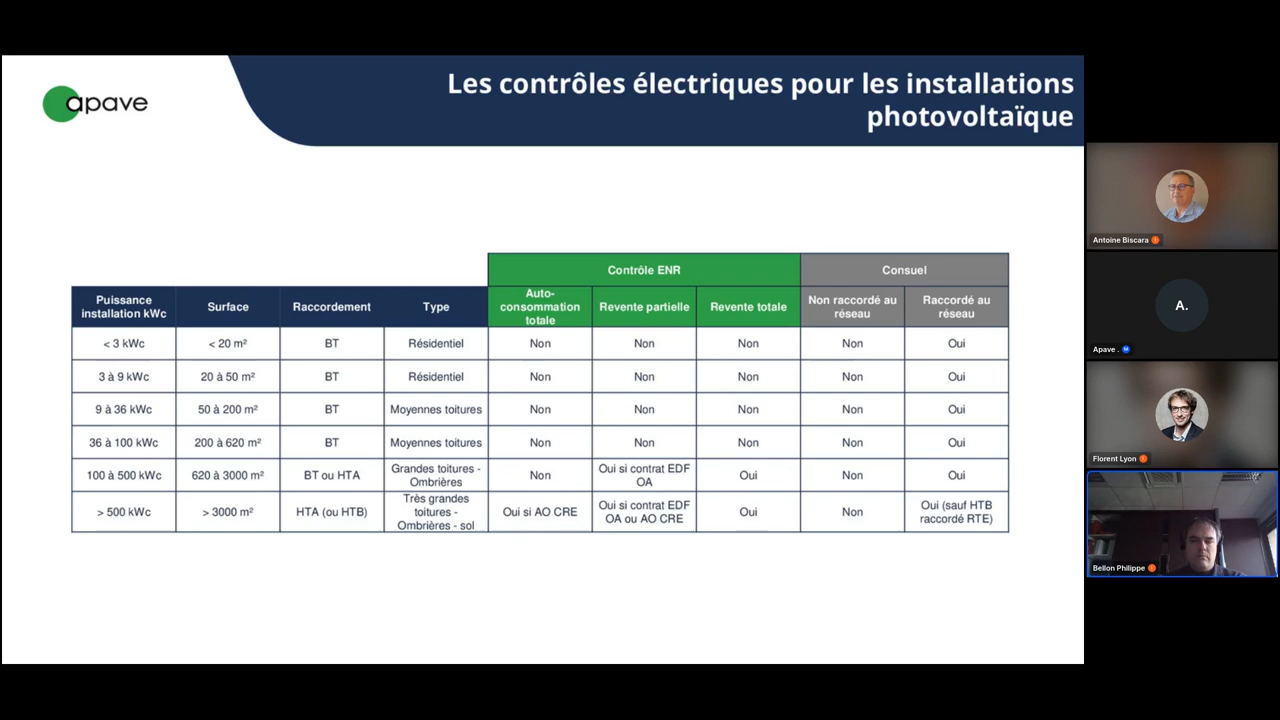 apave
Les contrôles électriques pour les installations
photovoltaïque
Contrôle ENR
Consuel
Puissance
installation kWc
Surface
Raccordement
Type
Auto-
consommation
totale
Revente partielle
Revente totale
Non raccordé au
réseau
Raccordé au
réseau
< 3 kWc
< 20 m²
BT
Résidentiel
Non
Non
Non
Non
Oui
3 à 9 kWc
20 à 50 m²
BT
Résidentiel
Non
Non
Non
Non
Oui
9 à 36 kWc
50 à 200 m²
BT
Moyennes toitures
Non
Non
Non
Non
Oui
36 à 100 kWc
200 à 620 m²
BT
Moyennes toitures
Non
Non
Non
Non
Oui
100 à 500 kWc
620 à 3000 m²
BT ou HTA
Grandes toitures -
Ombrières
Non
Oui si contrat EDF
OA
Oui
Non
Oui
> 500 kWc
> 3000 m²
HTA (ou HTB)
Très grandes
toitures -
Ombrières - sol
Oui si AO CRE
Oui si contrat EDF
OA ou AO CRE
Oui
Non
Oui (sauf HTB
raccordé RTE)
Antoine Biscara
A.
Apave .
M
Florent Lyon
Bellon Philippe